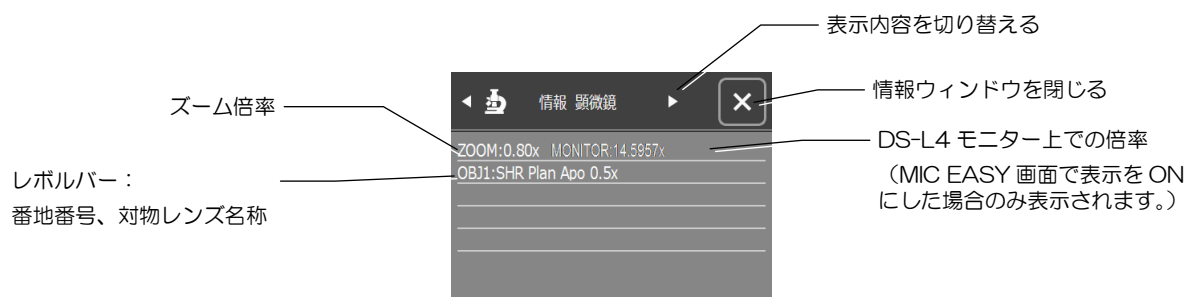 表示内容を切り替える
情報ウィンドウを閉じる
ズーム倍率
情報 顕微鏡
DS-L4 モニター上での倍率
(MIC EASY 画面で表示を ON
にした場合のみ表示されます。)
ZOOM:0.80x MONITOR:14.5957x
OBJ1:SHR Plan Apo 0.5x
レボルバー:
番地番号、対物レンズ名称